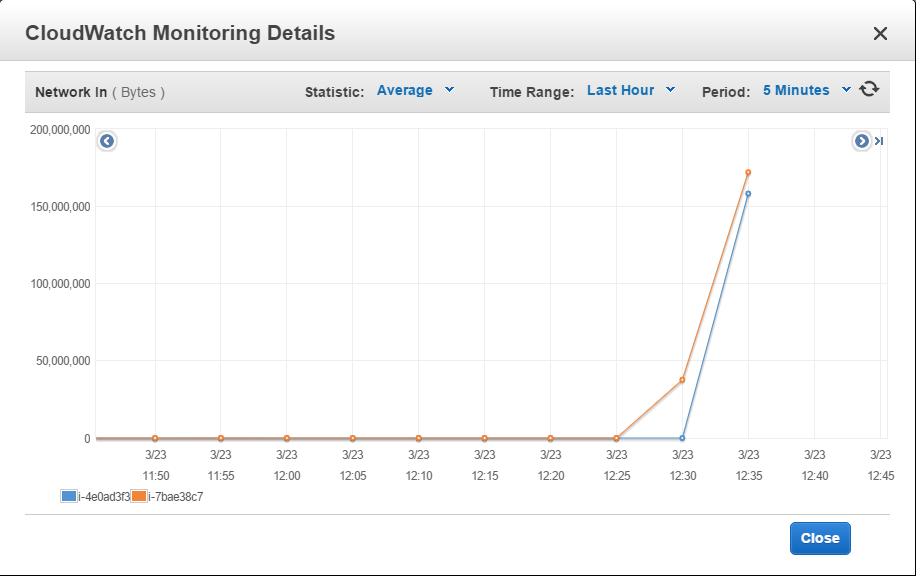 CloudWatch Monitoring Details
Network In ( Bytes ) Statistic: Average Time Range: Last Hour Period: 5 Minutes
200,000,000
150,000,000
100,000,000
50,000,000
0
3/23 3/23 3/23 3/23 3/23 3/23 3/23 3/23 3/23 3/23 3/23 3/23
11:50 11:55 12:00 12:05 12:10 12:15 12:20 12:25 12:30 12:35 12:40 12:45
i-4e0ad3f3 i-7bae38c7
Close